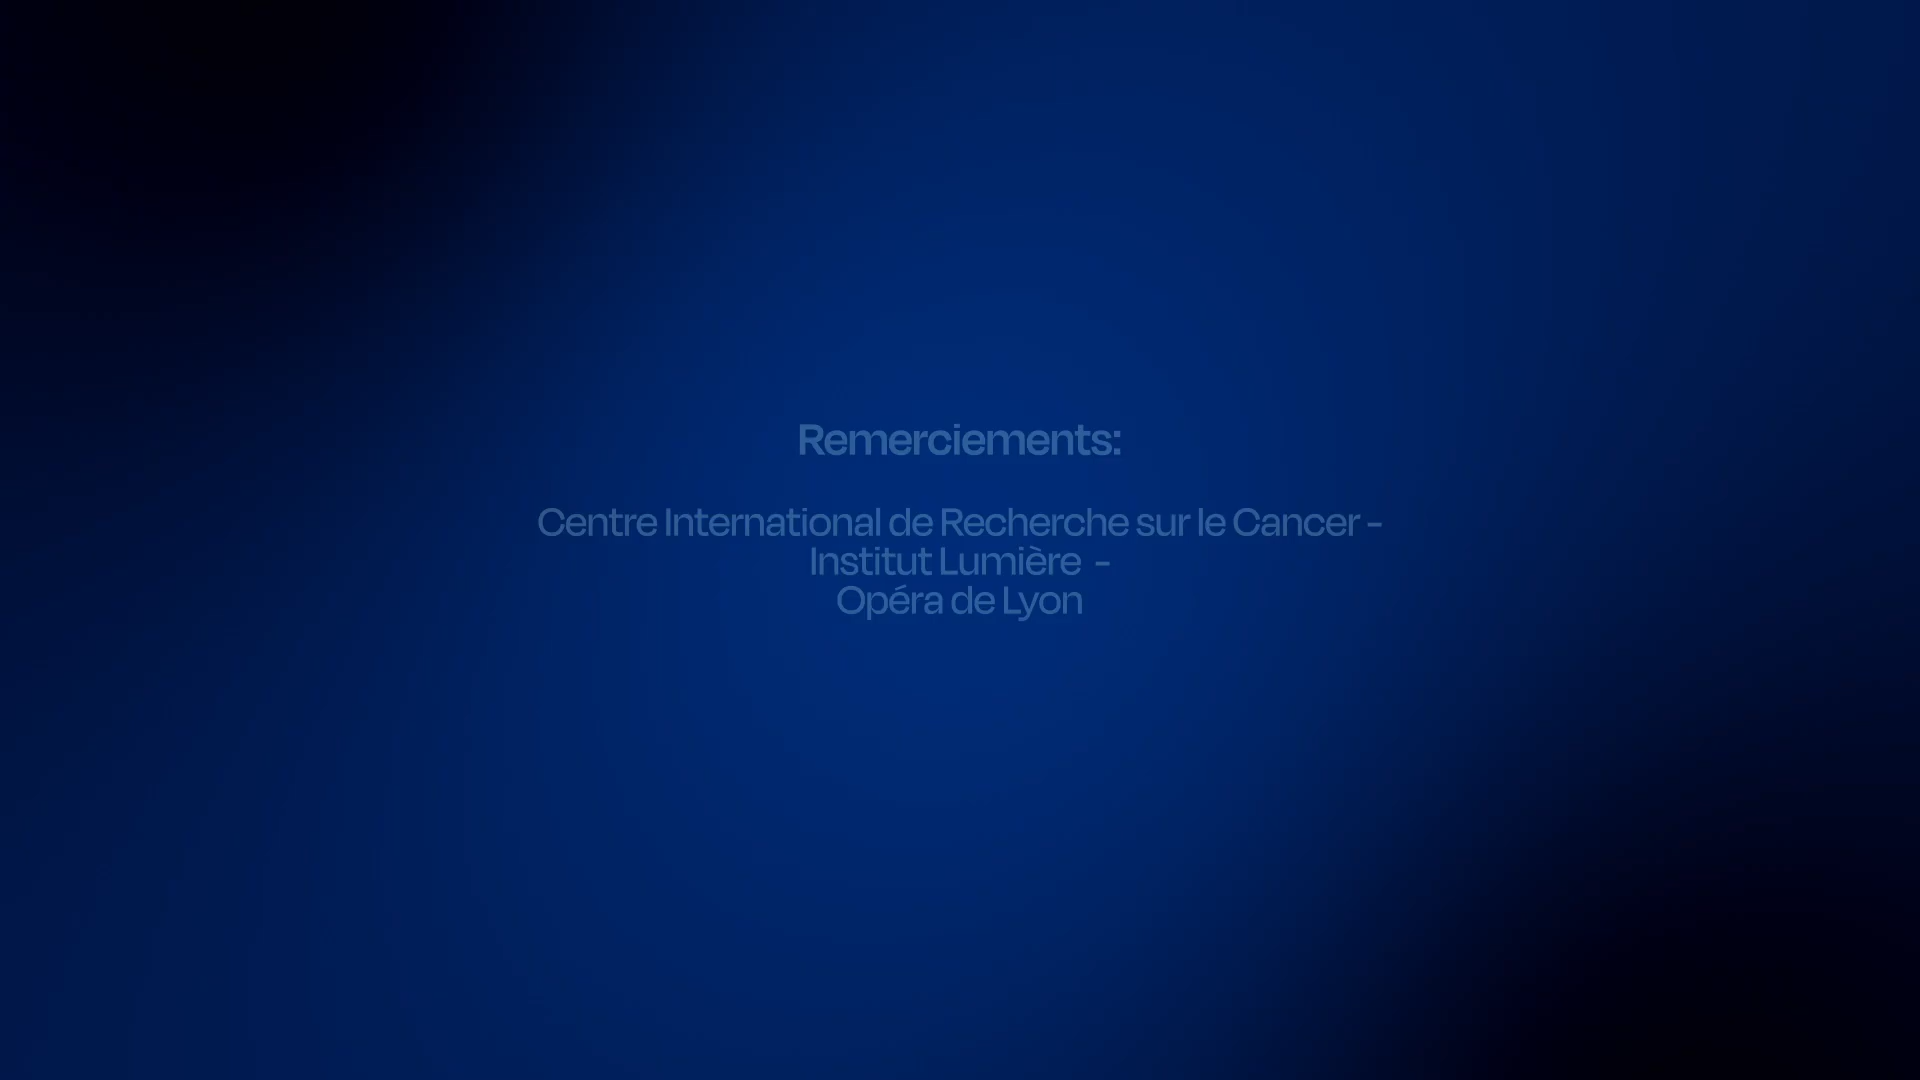 Remerciements:
Centre International de Recherche sur le Cancer -
Institut Lumière -
Opéra de Lyon